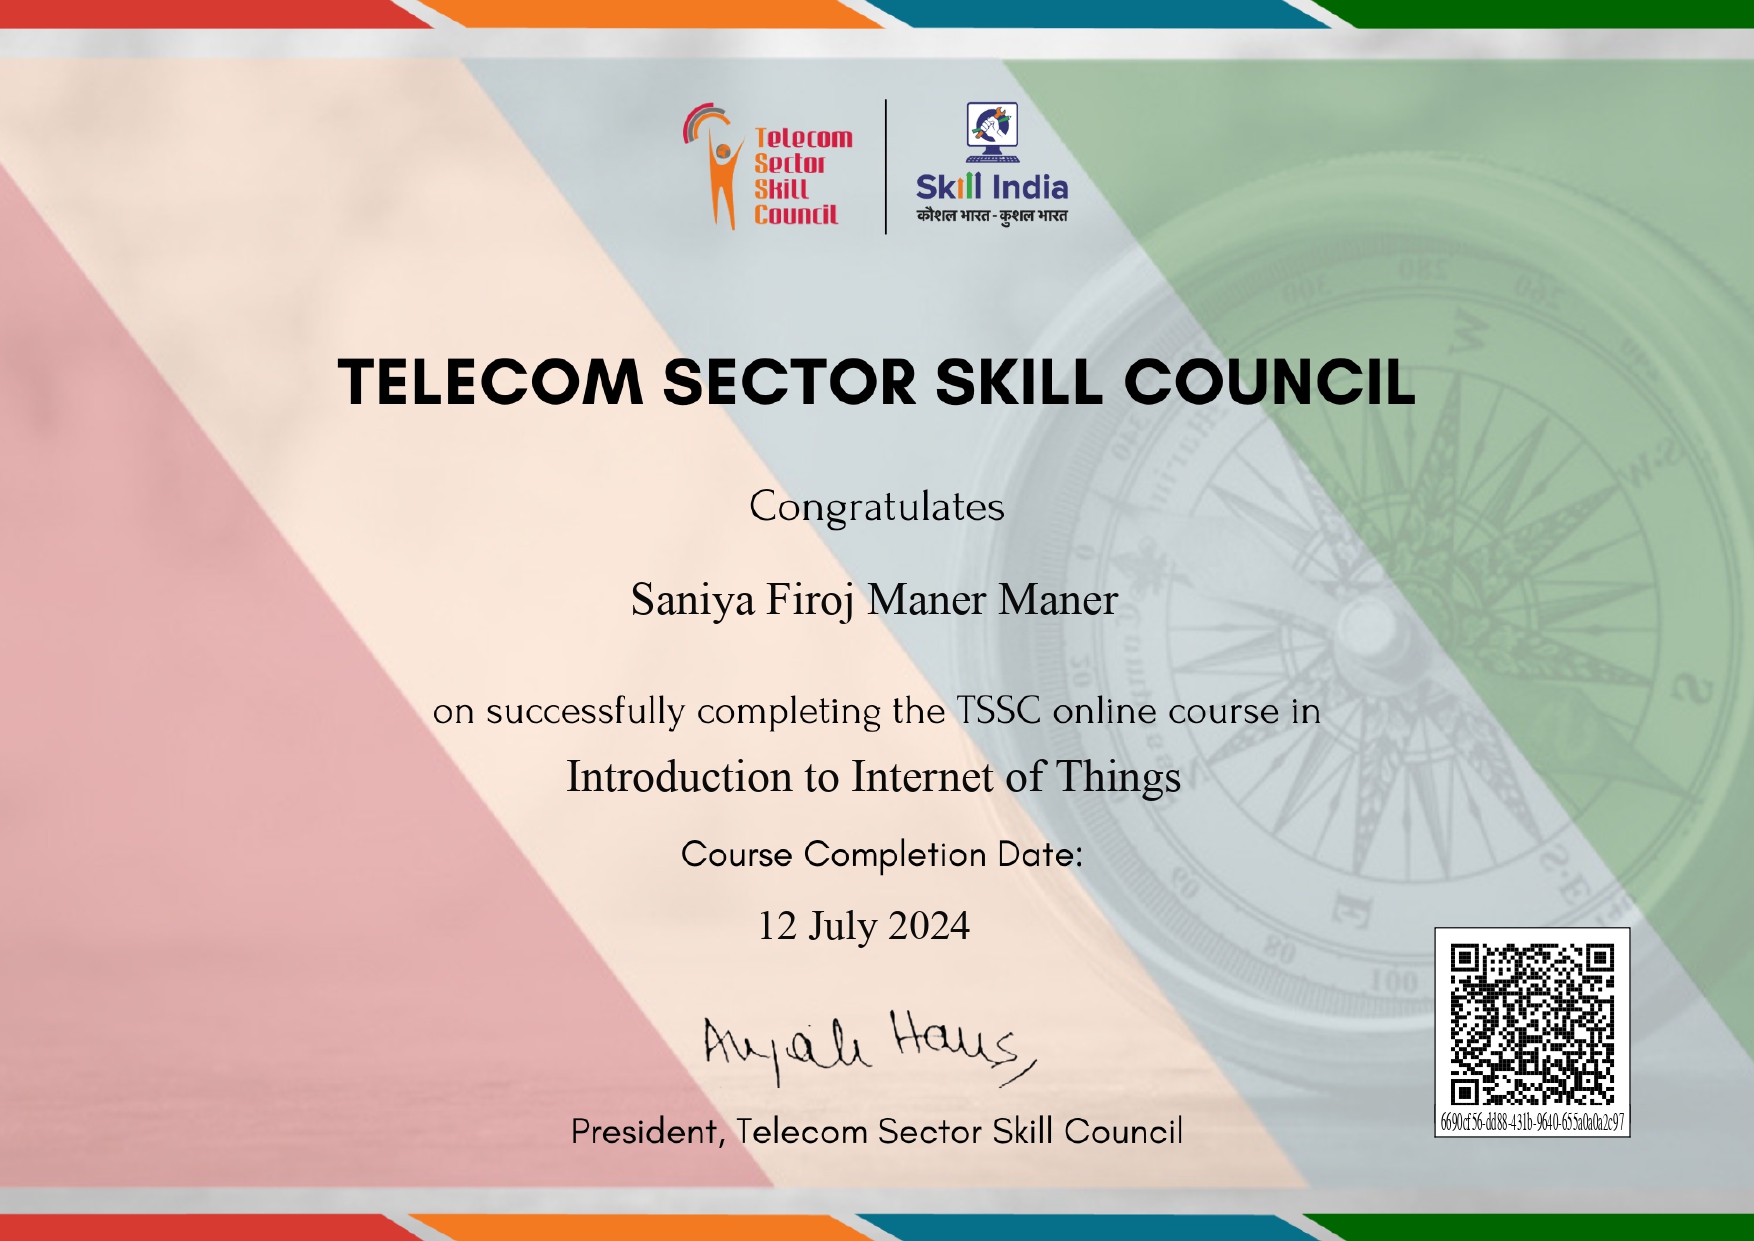 Telecom
Sector
Skill
Council
Skill India
कौशल भारत - कुशल भारत
TELECOM SECTOR SKILL COUNCIL
Congratulates
Saniya Firoj Maner Maner
on successfully completing the TSSC online course in
Introduction to Internet of Things
Course Completion Date:
12 July 2024
President, Telecom Sector Skill Council
6690cf56-dd88-431b-9640-655a0a0a2c97